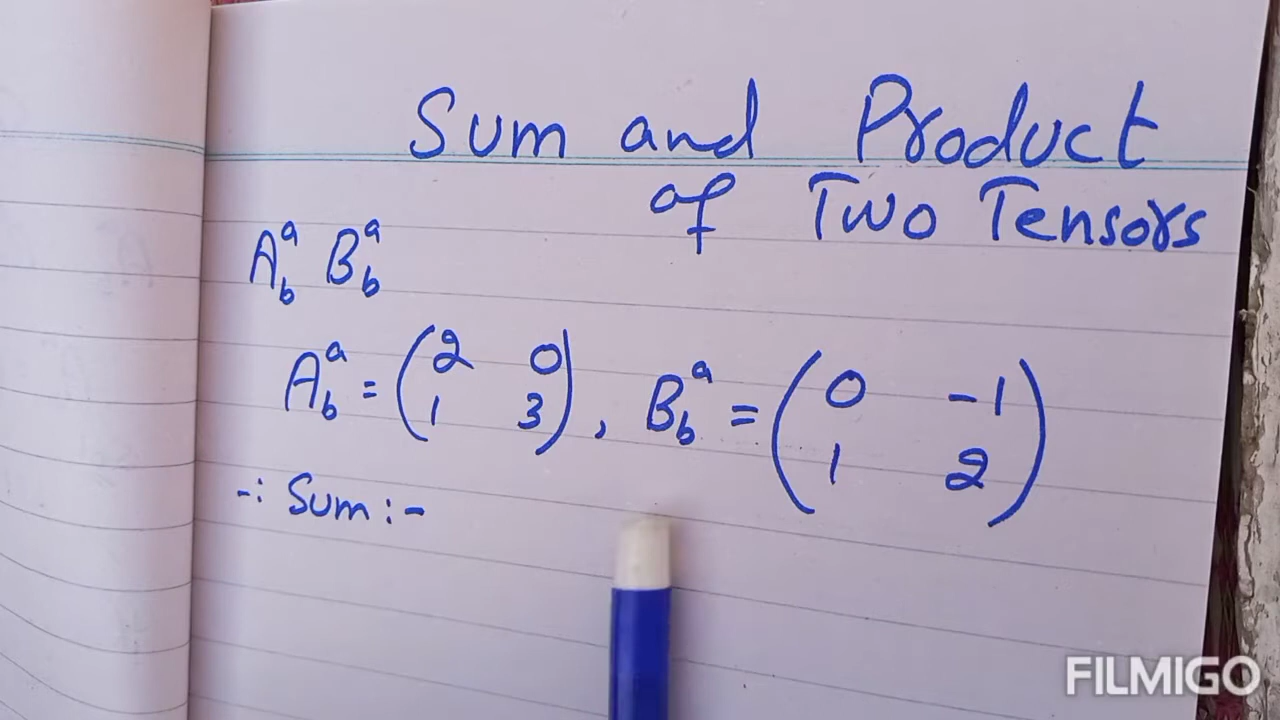 Sum and Product
of Two Tensors
A^a_b B^a_b
A^a_b = (2 0
1 3), B^a_b = (0 -1
1 2)
-: Sum :-
FILMIGO